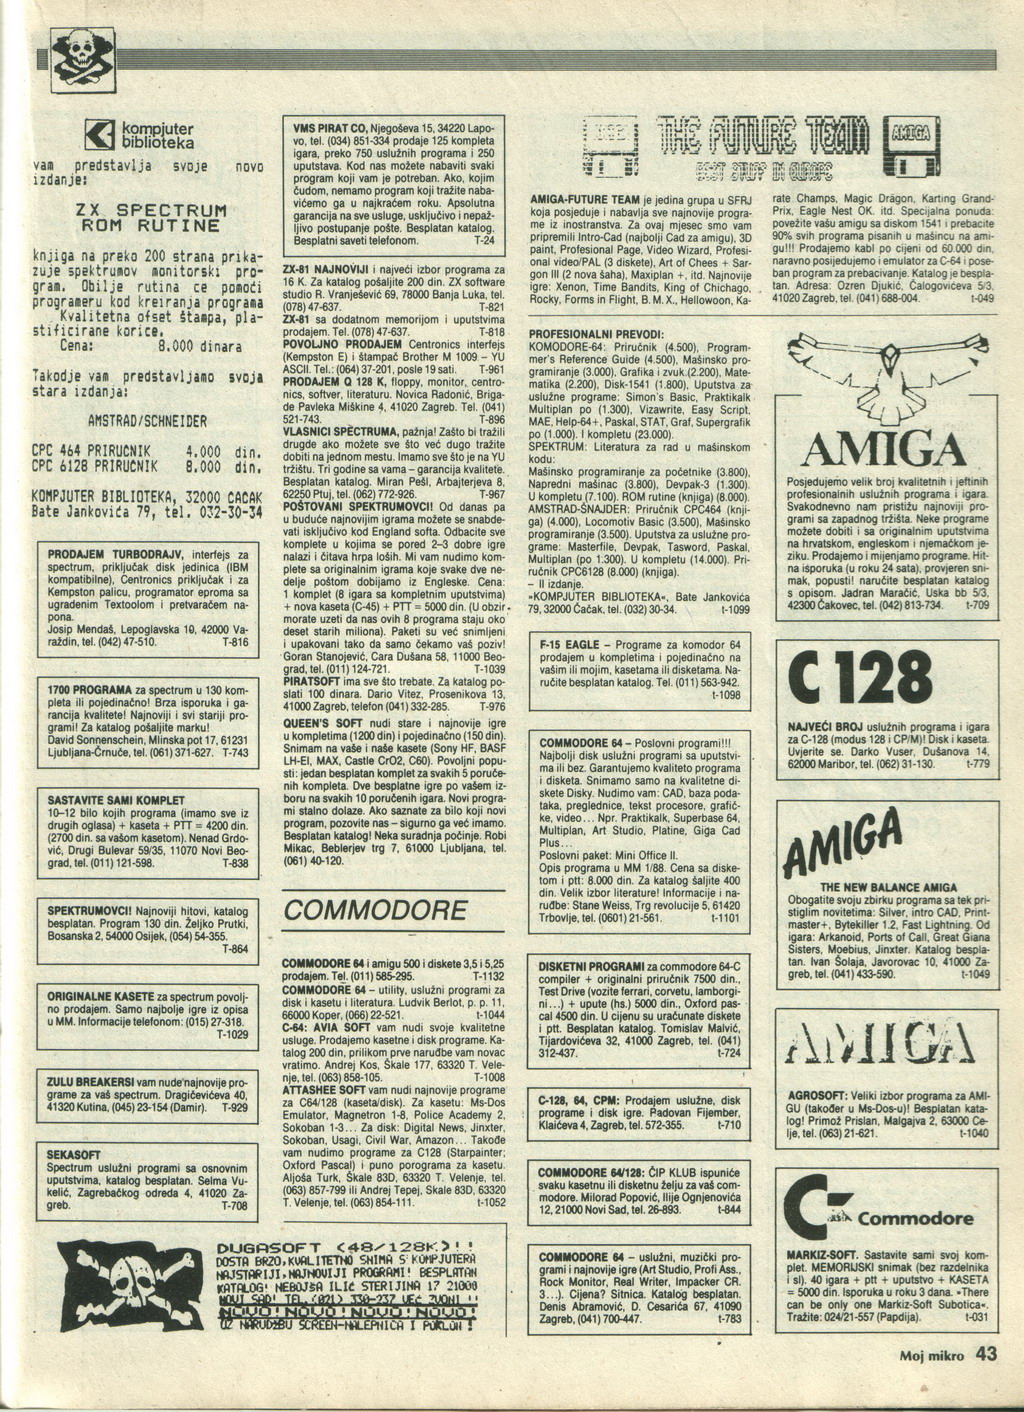 kompjuter
biblioteka
vam predstavlja svoje novo
izdanje:
ZX SPECTRUM
ROM RUTINE
knjiga na preko 200 strana prika-
zuje spektrumov monitorski pro-
gram. Obilje rutina ce pomoći
programeru kod kreiranja programa
Kvalitetna ofset štampa, pla-
stificirane korice.
Cena: 8.000 dinara
Takodje vam predstavljamo svoja
stara izdanja:
AMSTRAD/SCHNEIDER
CPC 464 PRIRUCNIK 4.000 din.
CPC 6128 PRIRUCNIK 8.000 din.
KOMPJUTER BIBLIOTEKA, 32000 CACAK
Bate Jankovića 79, tel. 032-30-34
PRODAJEM TURBODRAJV, interfejs za
spectrum, priključak disk jedinica (IBM
kompatibilne), Centronics priključak i za
Kempston palicu, programator eproma sa
ugrađenim Textoolom i pretvaračem na-
pona.
Josip Mendaš, Lepoglavska 10, 42000 Va-
raždin, tel. (042) 47-510. T-816
1700 PROGRAMA za spectrum u 130 kom-
pleta ili pojedinačno! Brza isporuka i ga-
rancija kvalitete! Najnoviji i svi stariji pro-
grami! Za katalog pošaljite marku!
David Sonnenschein, Mlinska pot 17, 61231
Ljubljana-Črnuče, tel. (061) 371-627. T-743
SASTAVITE SAMI KOMPLET
10–12 bilo kojih programa (imamo sve iz
drugih oglasa) + kaseta + PTT = 4200 din.
(2700 din. sa vašom kasetom). Nenad Grdo-
vić, Drugi Bulevar 59/35, 11070 Novi Beo-
grad, tel. (011) 121-598. T-838
SPEKTRUMOVCI! Najnoviji hitovi, katalog
besplatan. Program 130 din. Željko Prutki,
Bosanska 2, 54000 Osijek, (054) 54-355.
T-864
ORIGINALNE KASETE za spectrum povolj-
no prodajem. Samo najbolje igre iz opisa
u MM. Informacije telefonom: (015) 27-318.
T-1029
ZULU BREAKERSI vam nude najnovije pro-
grame za vaš spectrum. Dragičevićeva 40,
41320 Kutina, (045) 23-154 (Damir). T-929
SEKASOFT
Spectrum uslužni programi sa osnovnim
uputstvima, katalog besplatan. Selma Vu-
kelić, Zagrebačkog odreda 4, 41020 Za-
greb. T-708
VMS PIRAT CO, Njegoševa 15, 34220 Lapo-
vo, tel. (034) 851-334 prodaje 125 kompleta
igara, preko 750 uslužnih programa i 250
uputstava. Kod nas možete nabaviti svaki
program koji vam je potreban. Ako, kojim
čudom, nemamo program koji tražite naba-
vićemo ga u najkraćem roku. Apsolutna
garancija na sve usluge, uključivo i nepaž-
ljivo postupanje pošte. Besplatan katalog.
Besplatni saveti telefonom. T-24
ZX-81 NAJNOVIJI i najveći izbor programa za
16 K. Za katalog pošaljite 200 din. ZX software
studio R. Vranješević 69, 78000 Banja Luka, tel.
(078) 47-637. T-821
ZX-81 sa dodatnom memorijom i uputstvima
prodajem. Tel. (078) 47-637. T-818
POVOLJNO PRODAJEM Centronics interfejs
(Kempston E) i štampač Brother M 1009 – YU
ASCII. Tel.: (064) 37-201, posle 19 sati. T-961
PRODAJEM Q 128 K, floppy, monitor, centro-
nics, softver, literaturu. Novica Radonić, Briga-
de Pavleka Miškine 4, 41020 Zagreb. Tel. (041)
521-743. T-896
VLASNICI SPECTRUMA, pažnja! Zašto bi tražili
drugde ako možete sve što već dugo tražite
dobiti na jednom mestu. Imamo sve što je na YU
tržištu. Tri godine sa vama – garancija kvalitete.
Besplatan katalog. Miran Pešl, Arbajterjeva 8,
62250 Ptuj, tel. (062) 772-926. T-967
POŠTOVANI SPEKTRUMOVCI! Od danas pa
u buduće najnovijim igrama možete se snabde-
vati isključivo kod England softa. Odbacite sve
komplete u kojima se pored 2–3 dobre igre
nalazi i čitava hrpa loših. Mi vam nudimo kom-
plete sa originalnim igrama koje svake dve ne-
delje poštom dobijamo iz Engleske. Cena:
1 komplet (8 igara sa kompletnim uputstvima)
+ nova kaseta (C-45) + PTT = 5000 din. (U obzir
morate uzeti da nas ovih 8 programa staju oko
deset starih miliona). Paketi su već snimljeni
i upakovani tako da samo čekamo vaš poziv!
Goran Stanojević, Cara Dušana 58, 11000 Beo-
grad, tel. (011) 124-721. T-1039
PIRATSOFT ima sve što trebate. Za katalog po-
slati 100 dinara. Dario Vitez, Prosenikova 13,
41000 Zagreb, telefon (041) 332-285. T-976
QUEEN'S SOFT nudi stare i najnovije igre
u kompletima (1200 din) i pojedinačno (150 din).
Snimam na vaše i naše kasete (Sony HF, BASF
LH-EI, MAX, Castle CrO2, C60). Povoljni popu-
sti: jedan besplatan komplet za svakih 5 poruče-
nih kompleta. Dve besplatne igre po vašem iz-
boru na svakih 10 poručenih igara. Novi progra-
mi stalno dolaze. Ako saznate za bilo koji novi
program, pozovite nas – sigurno ga već imamo.
Besplatan katalog! Neka suradnja počinje. Robi
Mikac, Beblerjev trg 7, 61000 Ljubljana, tel.
(061) 40-120.
COMMODORE
COMMODORE 64 i amigu 500 i diskete 3,5 i 5,25
prodajem. Tel. (011) 585-295. T-1132
COMMODORE 64 – utility, uslužni programi za
disk i kasetu i literatura. Ludvik Berlot, p. p. 11,
66000 Koper, (066) 22-521. t-1044
C-64: AVIA SOFT vam nudi svoje kvalitetne
usluge. Prodajemo kasetne i disk programe. Ka-
talog 200 din, prilikom prve narudbe vam novac
vratimo. Andrej Kos, Škale 177, 63320 T. Vele-
nje, tel. (063) 858-105. T-1008
ATTASHEE SOFT vam nudi najnovije programe
za C64/128 (kaseta/disk). Za kasetu: Ms-Dos
Emulator, Magnetron 1-8, Police Academy 2,
Sokoban 1-3... Za disk: Digital News, Jinxter,
Sokoban, Usagi, Civil War, Amazon... Takođe
vam nudimo programe za C128 (Starpainter;
Oxford Pascal) i puno porograma za kasetu.
Aljoša Turk, Škale 83D, 63320 T. Velenje, tel.
(063) 857-799 ili Andrej Tepej, Skale 83D, 63320
T. Velenje, tel. (063) 854-111. t-1052
DUGASOFT (48/128K)!!
DOSTA BRZO, KVALITETNO SNIMA S KOMPJUTERA
NAJSTARIJI, NAJNOVIJI PROGRAMI! BESPLATAN
KATALOG! NEBOJŠA ILIĆ STERIJINA 17 21000
NOVI SAD! TEL. (021) 338-237 VEĆ ZVONI !!
NOVO! NOVO! NOVO! NOVO!
UZ NARUDŽBU SCREEN-NALEPNICA I POKLON!
THE FUTURE TEAM
AMIGA
BEST STUFF IN EUROPE
AMIGA-FUTURE TEAM je jedina grupa u SFRJ
koja posjeduje i nabavlja sve najnovije progra-
me iz inostranstva. Za ovaj mjesec smo vam
pripremili Intro-Cad (najbolji Cad za amigu), 3D
paint, Profesional Page, Video Wizard, Profesi-
onal video/PAL (3 diskete), Art of Chees + Sar-
gon III (2 nova šaha), Maxiplan +, itd. Najnovije
igre: Xenon, Time Bandits, King of Chichago,
Rocky, Forms in Flight, B. M. X., Hellowoon, Ka-
rate Champs, Magic Dragon, Karting Grand-
Prix, Eagle Nest OK. itd. Specijalna ponuda:
povežite vašu amigu sa diskom 1541 i prebacite
90% svih programa pisanih u mašincu na ami-
gu!!! Prodajemo kabl po cijeni od 60.000 din,
naravno posijedujemo i emulator za C-64 i pose-
ban program za prebacivanje. Katalog je bespla-
tan. Adresa: Ozren Djukić, Čalogovićeva 5/3,
41020 Zagreb, tel. (041) 688-004. t-049
PROFESIONALNI PREVODI:
KOMODORE-64: Priručnik (4.500), Program-
mer's Reference Guide (4.500), Mašinsko pro-
gramiranje (3.000), Grafika i zvuk (2.200), Mate-
matika (2.200), Disk-1541 (1.800), Uputstva za
uslužne programe: Simon's Basic, Praktikalk
Multiplan po (1.300), Vizawrite, Easy Script,
MAE, Help-64+, Paskal, STAT, Graf, Supergrafik
po (1.000). I kompletu (23.000).
SPEKTRUM: Literatura za rad u mašinskom
kodu:
Mašinsko programiranje za početnike (3.800),
Napredni mašinac (3.800), Devpak-3 (1.300).
U kompletu (7.100). ROM rutine (knjiga) (8.000).
AMSTRAD-ŠNAJDER: Priručnik CPC464 (knji-
ga) (4.000), Locomotiv Basic (3.500), Mašinsko
programiranje (3.500). Uputstva za uslužne pro-
grame: Masterfile, Devpak, Tasword, Paskal,
Multiplan (po 1.300). U kompletu (14.000). Pri-
ručnik CPC6128 (8.000) (knjiga).
– II izdanje.
»KOMPJUTER BIBLIOTEKA«, Bate Jankovića
79, 32000 Čačak, tel. (032) 30-34. t-1099
F-15 EAGLE – Programe za komodor 64
prodajem u kompletima i pojedinačno na
vašim ili mojim, kasetama ili disketama. Na-
ručite besplatan katalog. Tel. (011) 563-942.
t-1098
COMMODORE 64 – Poslovni programi!!!
Najbolji disk uslužni programi sa uputstvi-
ma ili bez. Garantujemo kvaliteto programa
i disketa. Snimamo samo na kvalitetne di-
skete Disky. Nudimo vam: CAD, baza poda-
taka, preglednice, tekst procesore, grafič-
ke, video... Npr. Praktikalk, Superbase 64,
Multiplan, Art Studio, Platine, Giga Cad
Plus...
Poslovni paket: Mini Office II.
Opis programa u MM 1/88. Cena sa diske-
tom i ptt: 8.000 din. Za katalog šaljite 400
din. Velik izbor literature! Informacije i na-
rudbe: Stane Weiss, Trg revolucije 5, 61420
Trbovlje, tel. (0601) 21-561. t-1101
DISKETNI PROGRAMI za commodore 64-C
compiler + originalni priručnik 7500 din.,
Test Drive (vozite ferrari, corvetu, lamborgi-
ni...) + upute (hs.) 5000 din., Oxford pas-
cal 4500 din. U cijenu su uračunate diskete
i ptt. Besplatan katalog. Tomislav Malvić,
Tijardovićeva 32, 41000 Zagreb, tel. (041)
312-437. t-724
C-128, 64, CPM: Prodajem uslužne, disk
programe i disk igre. Padovan Fijember,
Klaićeva 4, Zagreb, tel. 572-355. t-710
COMMODORE 64/128: ČIP KLUB ispuniće
svaku kasetnu ili disketnu želju za vaš com-
modore. Milorad Popović, Ilije Ognjenovića
12, 21000 Novi Sad, tel. 26-893. t-844
COMMODORE 64 – uslužni, muzički pro-
grami i najnovije igre (Art Studio, Profi Ass.,
Rock Monitor, Real Writer, Impacker CR.
3...). Cijena? Sitnica. Katalog besplatan.
Denis Abramović, D. Cesarića 67, 41090
Zagreb, (041) 700-447. t-783
AMIGA
Posjedujemo velik broj kvalitetnih i jeftinih
profesionalnih uslužnih programa i igara.
Svakodnevno nam pristižu najnoviji pro-
grami sa zapadnog tržišta. Neke programe
možete dobiti i sa originalnim uputstvima
na hrvatskom, engleskom i njemačkom je-
ziku. Prodajemo i mijenjamo programe. Hit-
na isporuka (u roku 24 sata), provjeren sni-
mak, popusti! naručite besplatan katalog
s opisom. Jadran Maračić, Uska bb 5/3,
42300 Čakovec, tel. (042) 813-734. t-709
C 128
NAJVEĆI BROJ uslužnih programa i igara
za C-128 (modus 128 i CP/M)! Disk i kaseta.
Uvjerite se. Darko Vuser, Dušanova 14,
62000 Maribor, tel. (062) 31-130. t-779
AMIGA
THE NEW BALANCE AMIGA
Obogatite svoju zbirku programa sa tek pri-
stiglim novitetima: Silver, intro CAD, Print-
master+, Bytekiller 1.2, Fast Lightning. Od
igara: Arkanoid, Ports of Call, Great Giana
Sisters, Moebius, Jinxter. Katalog bespla-
tan. Ivan Šolaja, Javorovac 10, 41000 Za-
greb, tel. (041) 433-590. t-1049
AMIGA
AGROSOFT: Veliki izbor programa za AMI-
GU (također u Ms-Dos-u)! Besplatan kata-
log! Primož Prislan, Malgajva 2, 63000 Ce-
lje, tel. (063) 21-621. t-1040
Commodore
MARKIZ-SOFT. Sastavite sami svoj kom-
plet. MEMORIJSKI snimak (bez razdelnika
i sl). 40 igara + ptt + uputstvo + KASETA
= 5000 din. Isporuka u roku 3 dana. »There
can be only one Markiz-Soft Subotica«.
Tražite: 024/21-557 (Papdija). t-031
Moj mikro 43